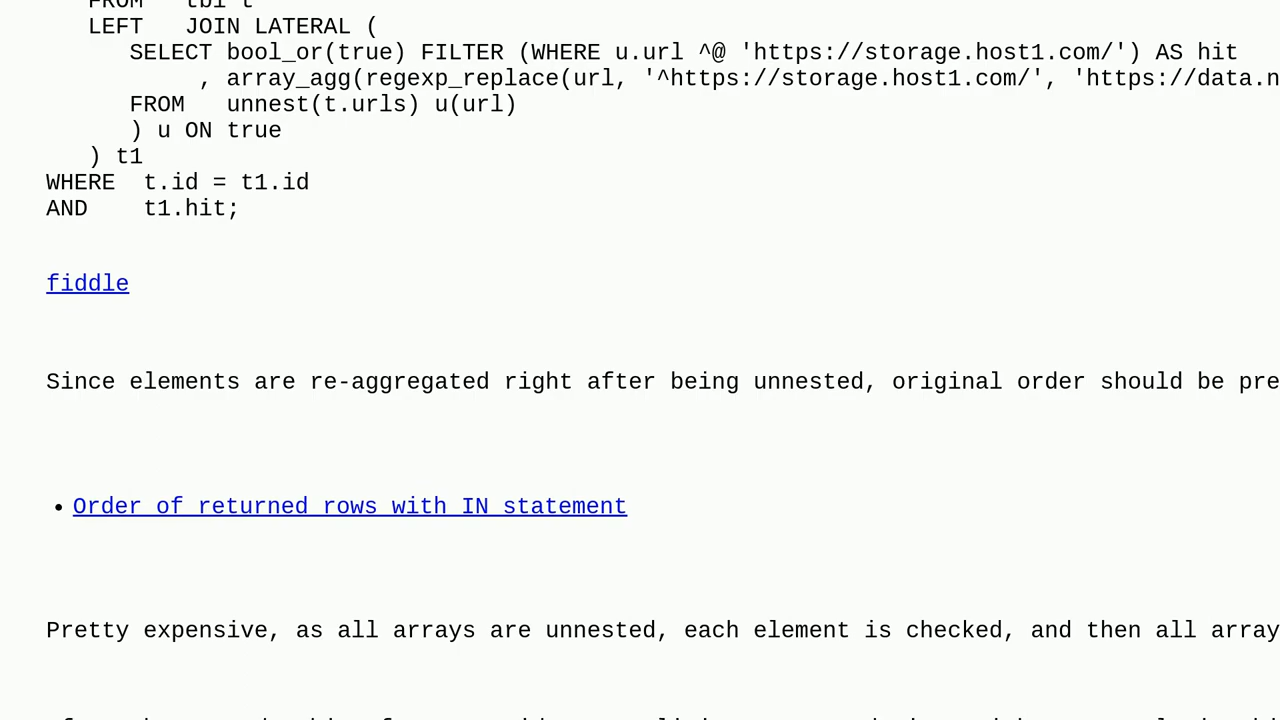 FROM   tbl t
LEFT   JOIN LATERAL (
SELECT bool_or(true) FILTER (WHERE u.url ^@ 'https://storage.host1.com/') AS hit
, array_agg(regexp_replace(url, '^https://storage.host1.com/', 'https://data.n
FROM   unnest(t.urls) u(url)
) u ON true
) t1
WHERE  t.id = t1.id
AND    t1.hit;
fiddle
Since elements are re-aggregated right after being unnested, original order should be pre
• Order of returned rows with IN statement
Pretty expensive, as all arrays are unnested, each element is checked, and then all array